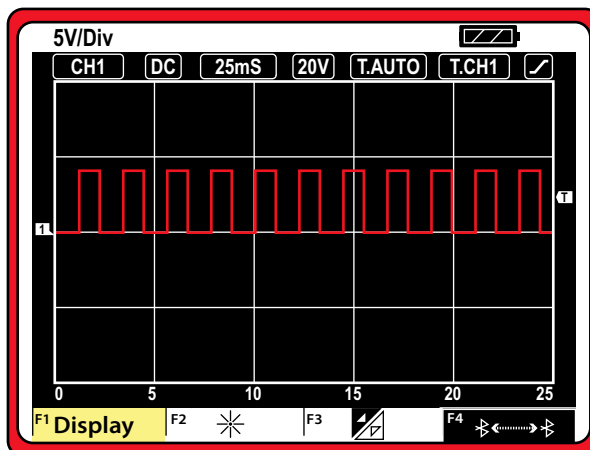 5V/Div
CH1 DC 25mS 20V T.AUTO T.CH1
T
1
0 5 10 15 20 25
F1 Display F2 F3 F4